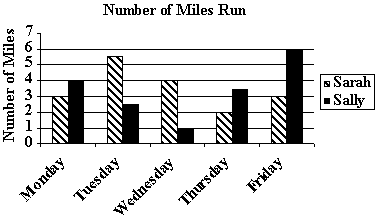 Number of Miles Run
Number of Miles
7
6
5
4
3
2
1
0
Monday
Tuesday
Wednesday
Thursday
Friday
Sarah
Sally